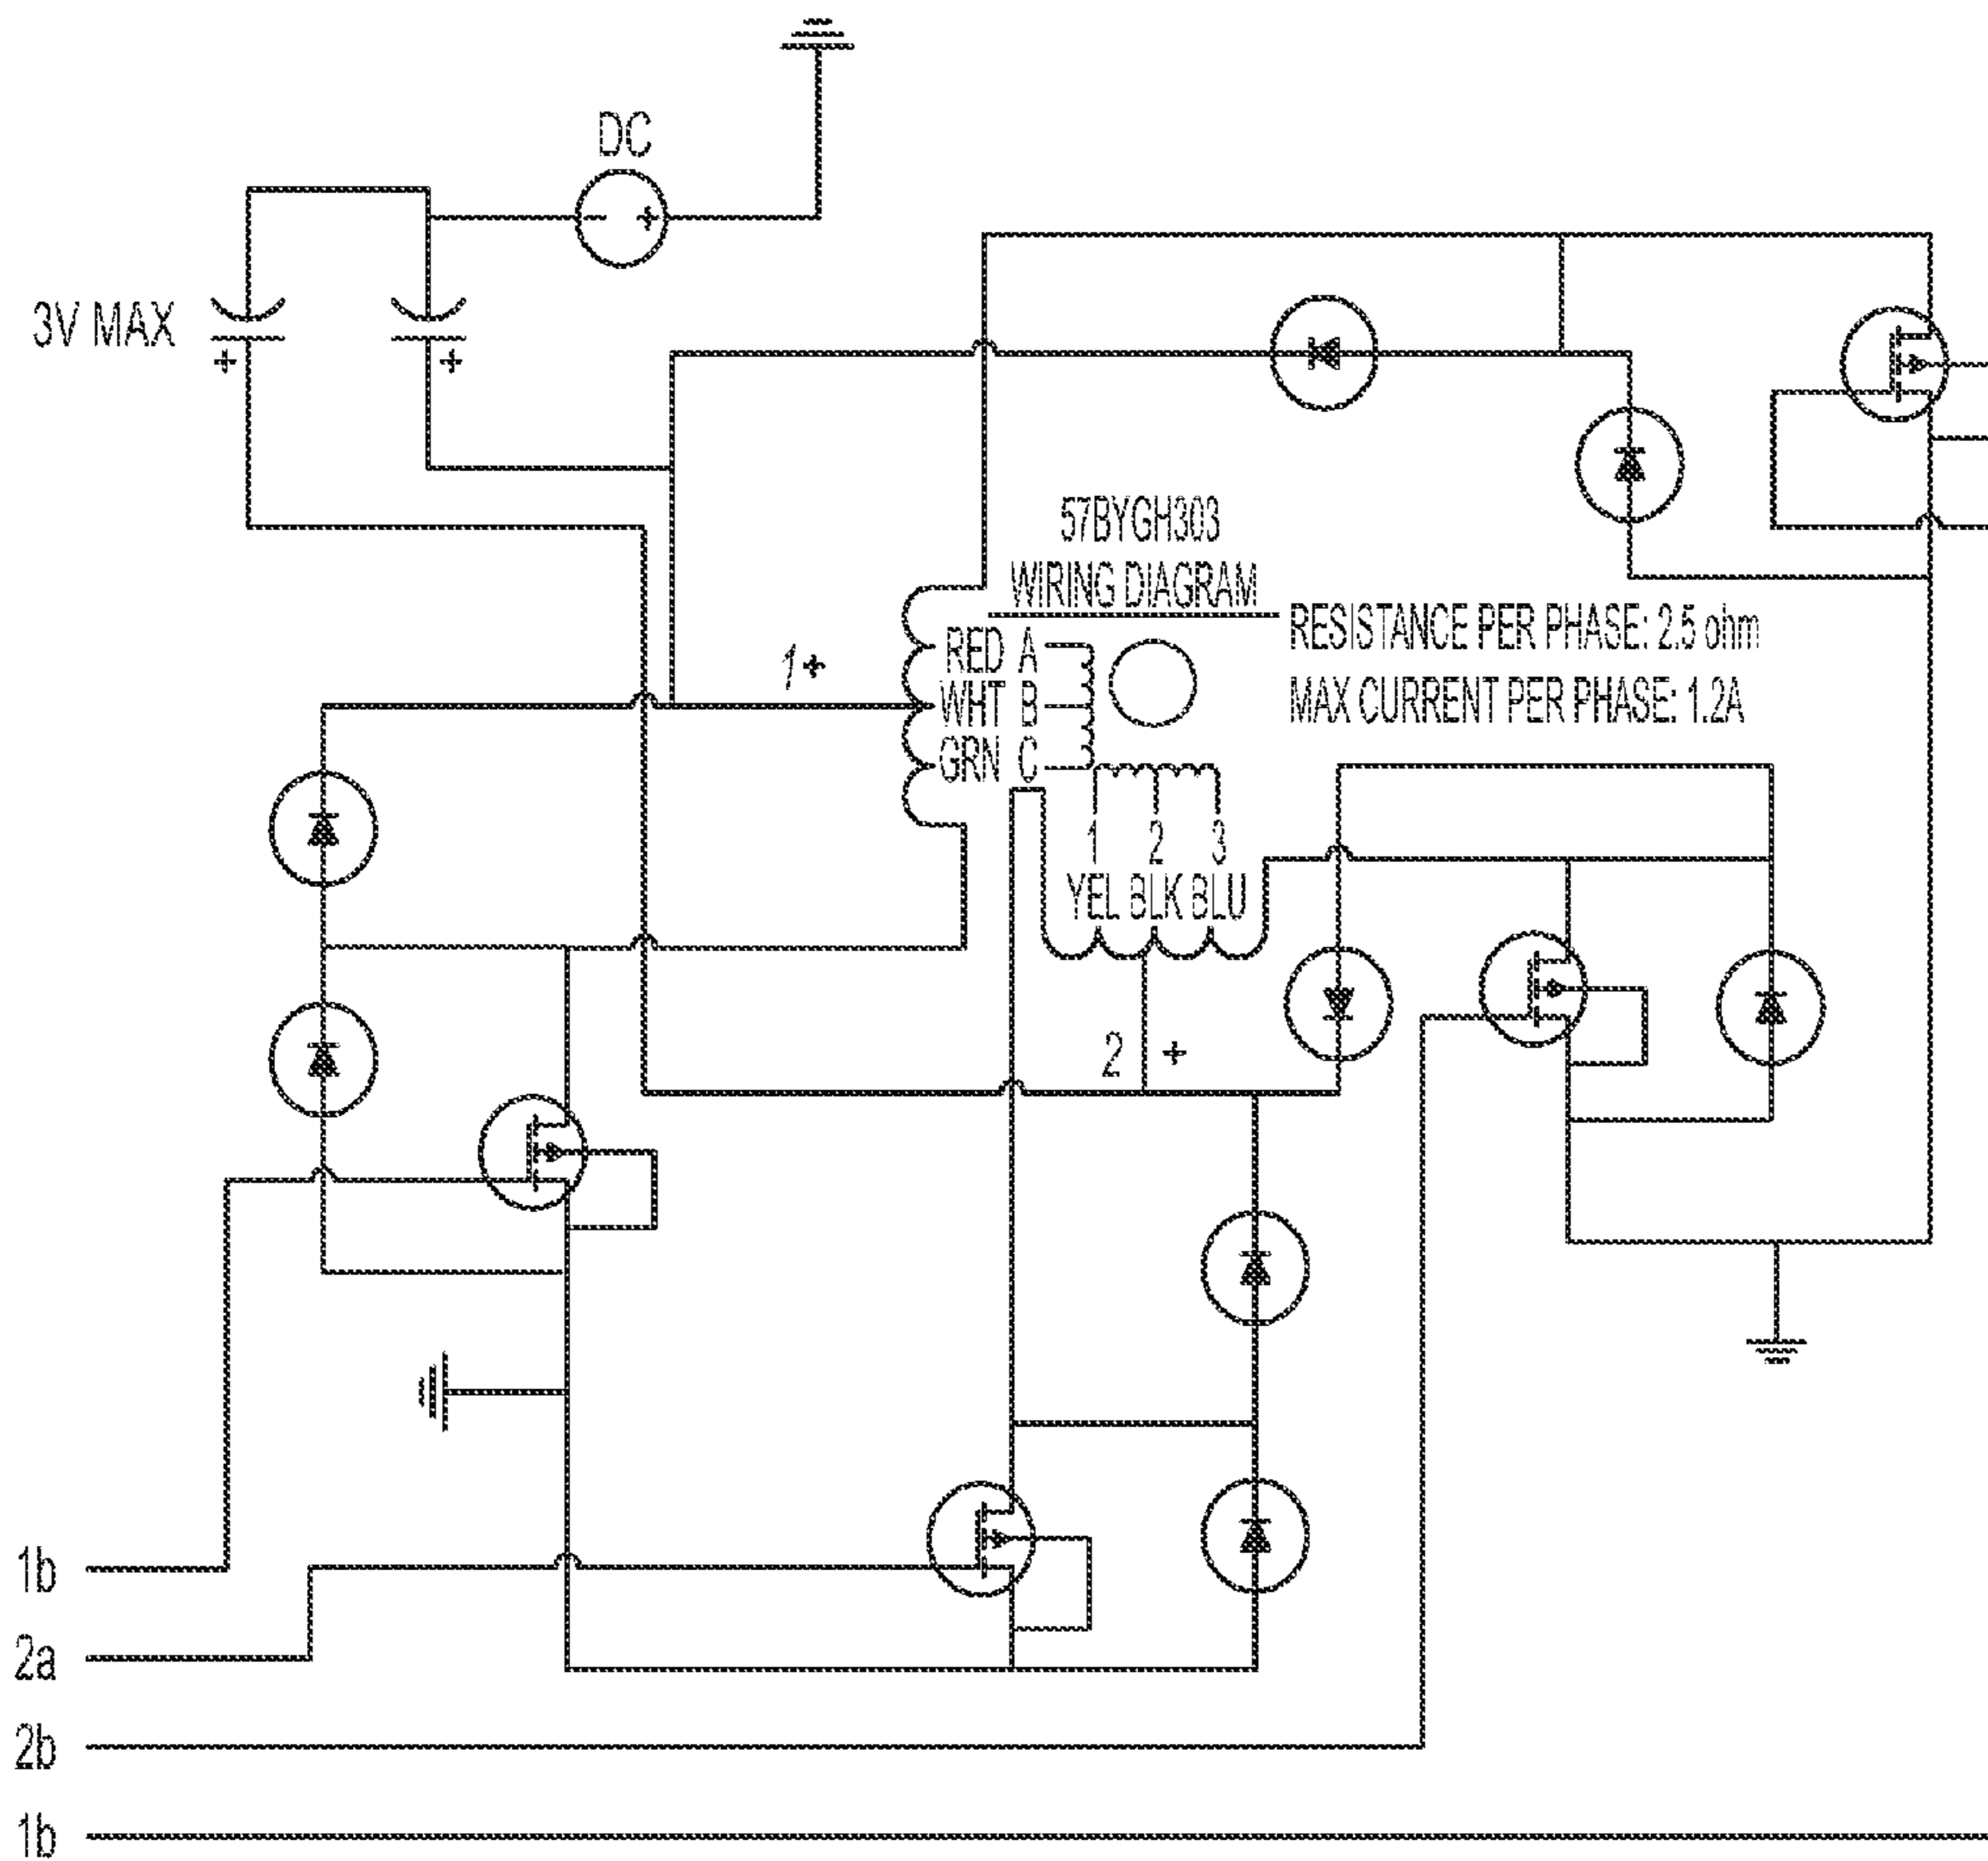 DC
3V MAX
+ +
- +
57BYGH303
WIRING DIAGRAM
RESISTANCE PER PHASE: 2.5 ohm
MAX CURRENT PER PHASE: 1.2A
1+
RED A
WHT B
GRN C
1 2 3
YEL BLK BLU
2 +
1b
2a
2b
1b